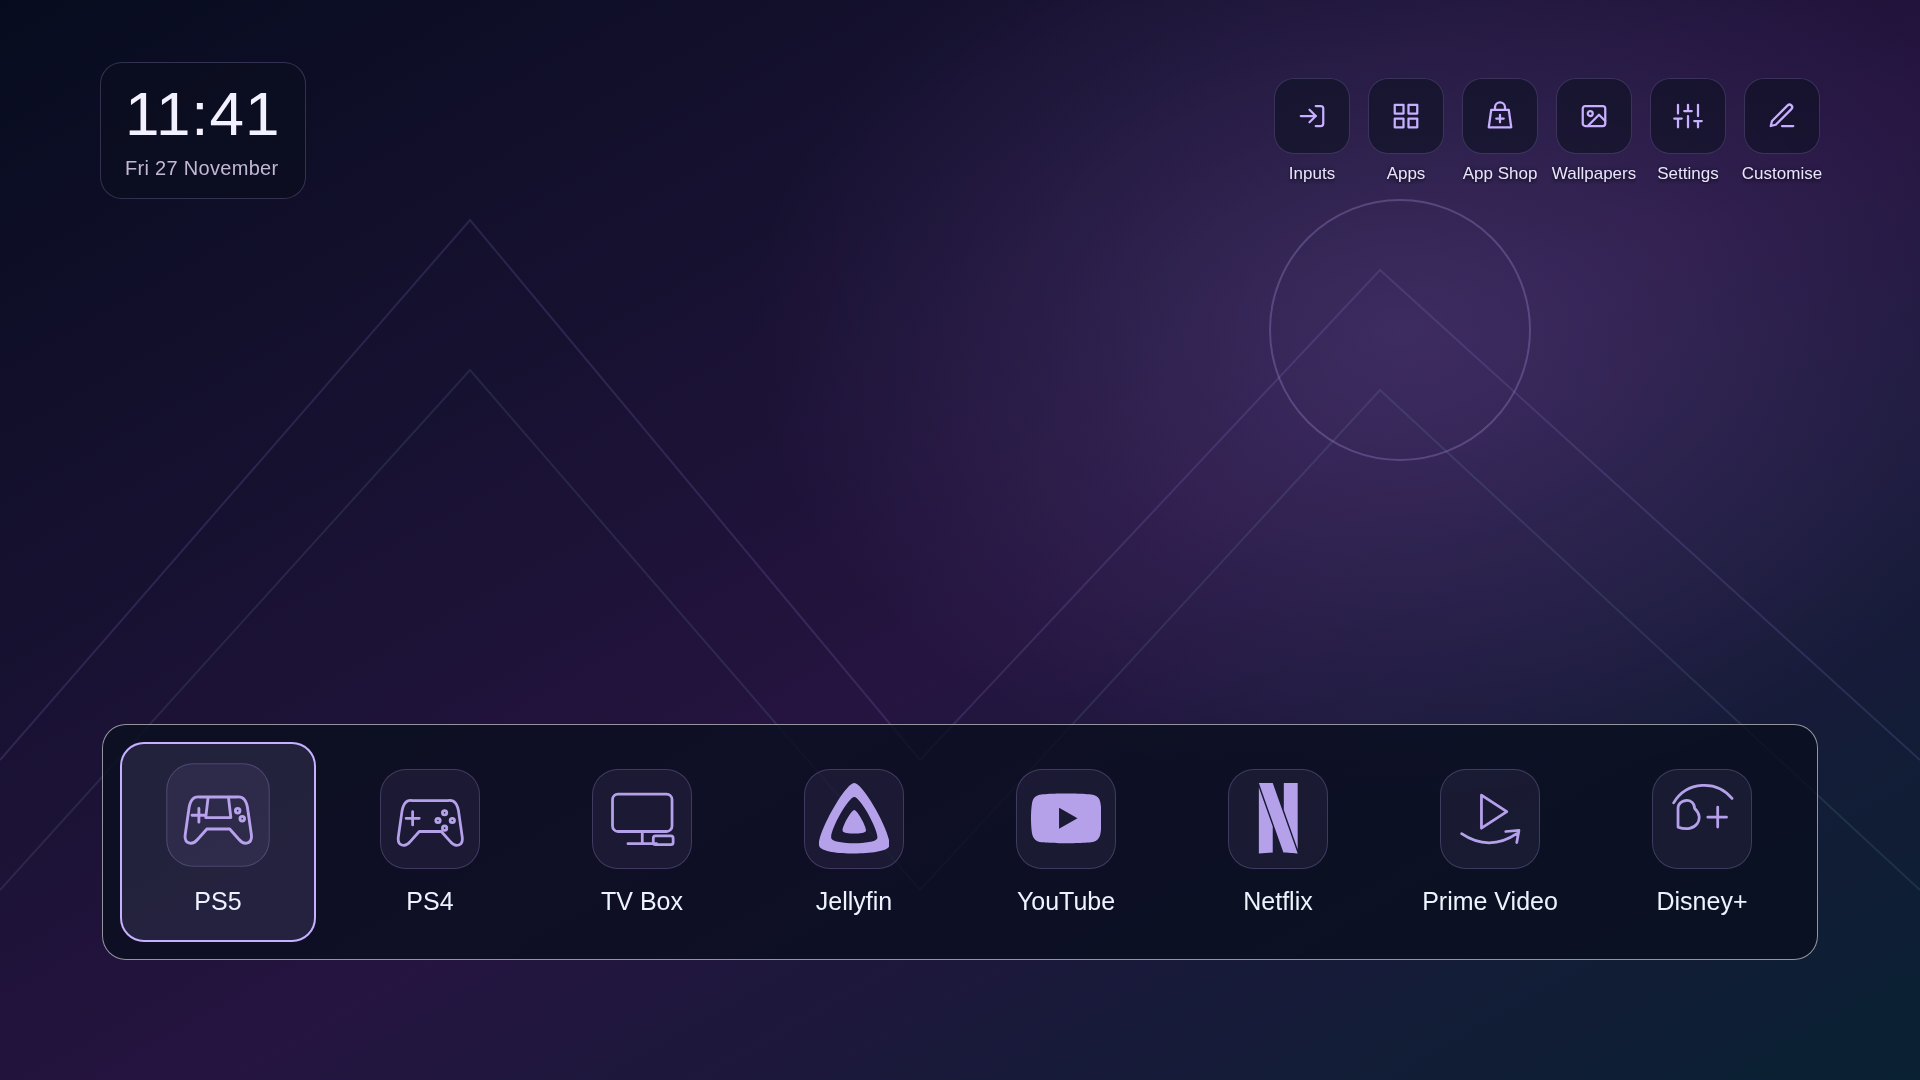 11:41
Fri 27 November
Inputs
Apps
App Shop
Wallpapers
Settings
Customise
PS5
PS4
TV Box
Jellyfin
YouTube
Netflix
Prime Video
Disney+